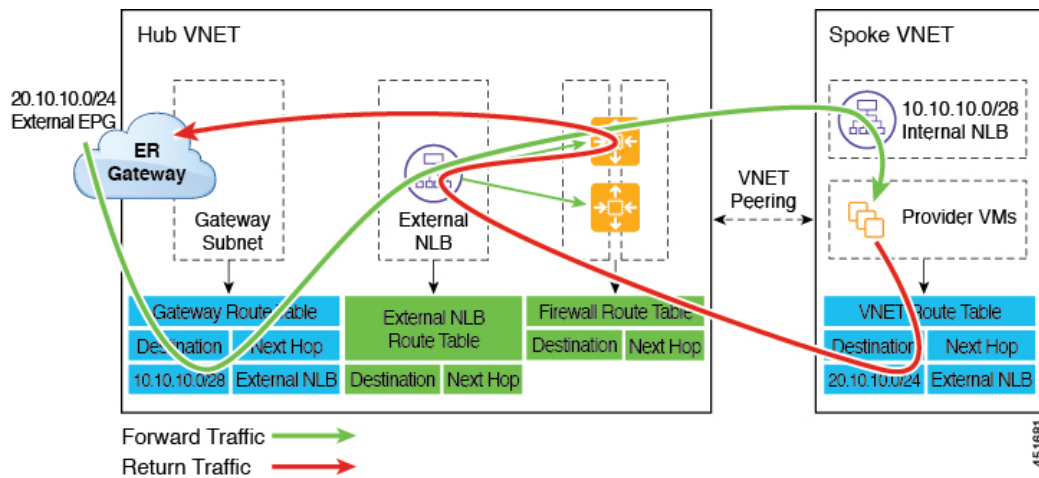 Hub VNET
Spoke VNET
20.10.10.0/24
External EPG
ER
Gateway
Gateway
Subnet
External
NLB
VNET
Peering
10.10.10.0/28
Internal NLB
Provider VMs
Gateway Route Table
Destination
Next Hop
10.10.10.0/28
External NLB
External NLB
Route Table
Destination
Next Hop
Firewall Route Table
Destination
Next Hop
VNET Route Table
Destination
Next Hop
20.10.10.0/24
External NLB
Forward Traffic
Return Traffic
451681